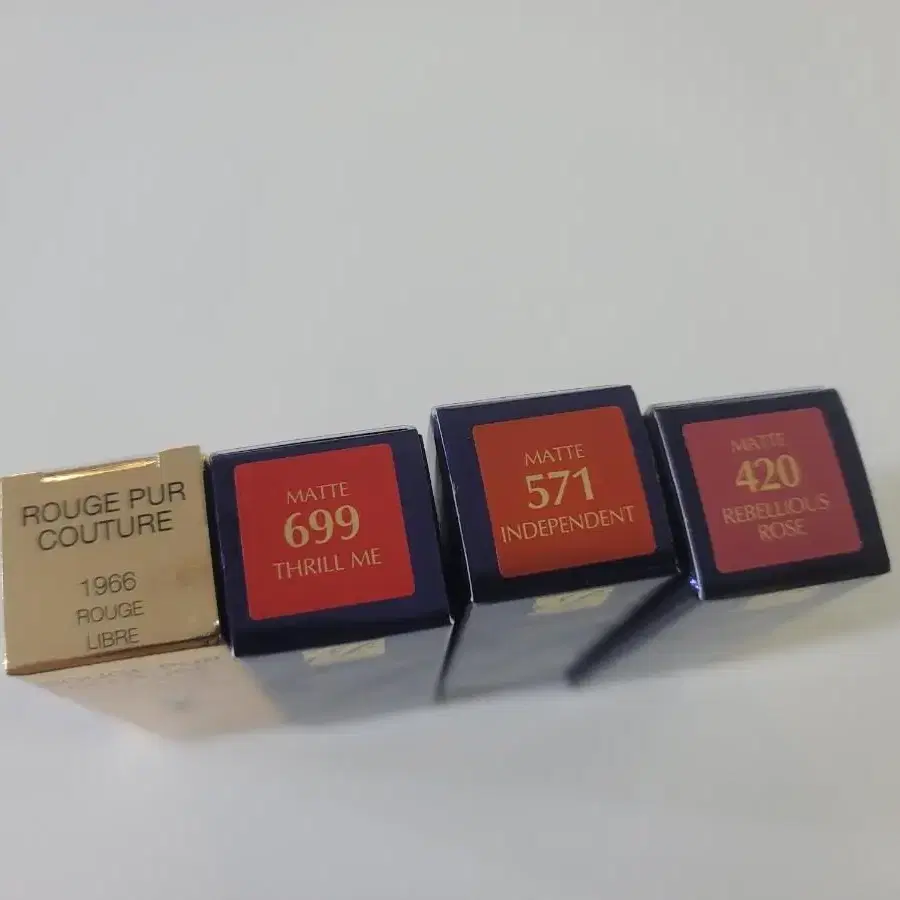 ROUGE PUR
COUTURE
1966
ROUGE
LIBRE
MATTE
699
THRILL ME
MATTE
571
INDEPENDENT
MATTE
420
REBELLIOUS
ROSE